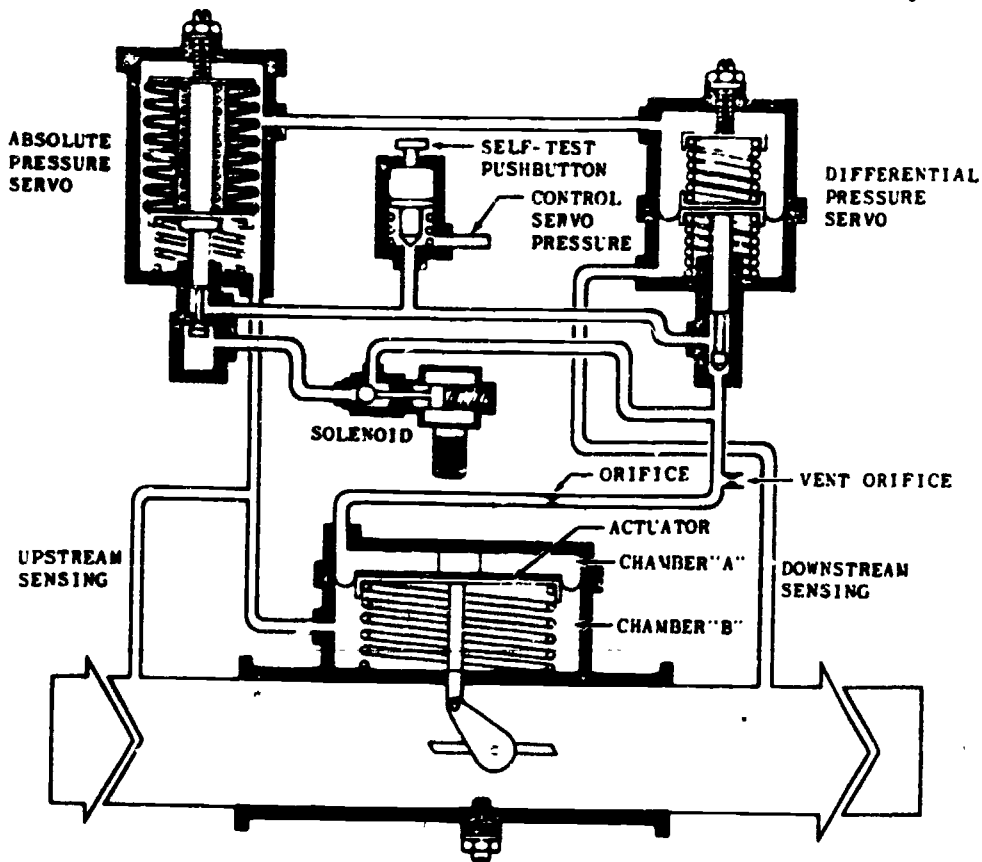 ABSOLUTE
PRESSURE
SERVO
SELF-TEST
PUSHBUTTON
CONTROL
SERVO
PRESSURE
DIFFERENTIAL
PRESSURE
SERVO
SOLENOID
ORIFICE
VENT ORIFICE
ACTUATOR
UPSTREAM
SENSING
CHAMBER"A"
DOWNSTREAM
SENSING
CHAMBER"B"